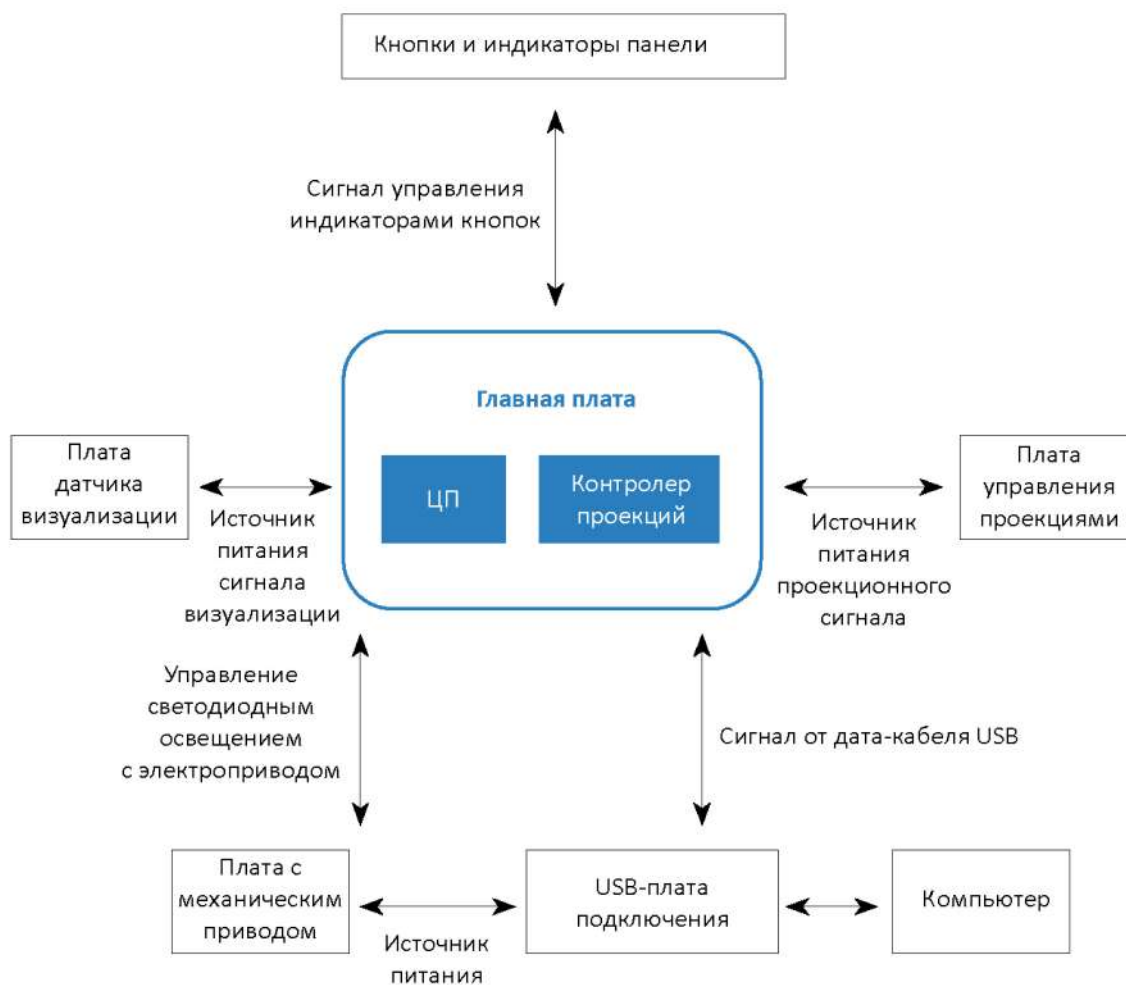 Кнопки и индикаторы панели
Сигнал управления
индикаторами кнопок
Главная плата
ЦП
Контролер
проекций
Плата
датчика
визуализации
Источник
питания
сигнала
визуализации
Плата
управления
проекциями
Источник
питания
проекционного
сигнала
Управление
светодиодным
освещением
с электроприводом
Сигнал от дата-кабеля USB
Плата с
механическим
приводом
Источник
питания
USB-плата
подключения
Компьютер